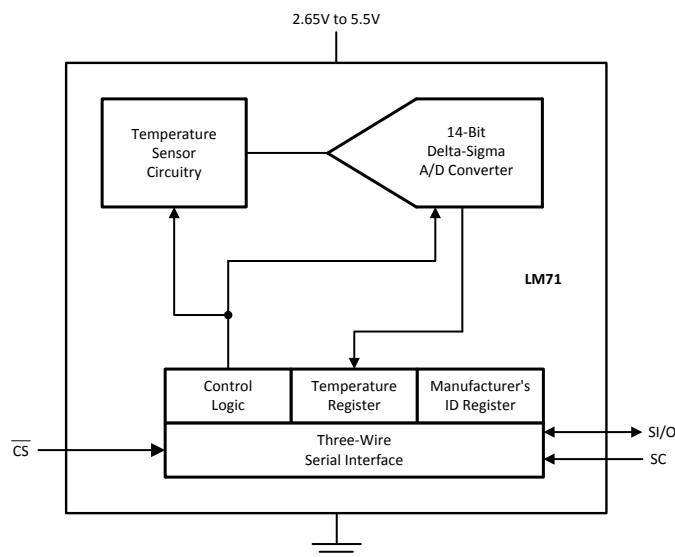 2.65V to 5.5V
Temperature
Sensor
Circuitry
14-Bit
Delta-Sigma
A/D Converter
LM71
Control
Logic
Temperature
Register
Manufacturer's
ID Register
Three-Wire
Serial Interface
CS
SI/O
SC